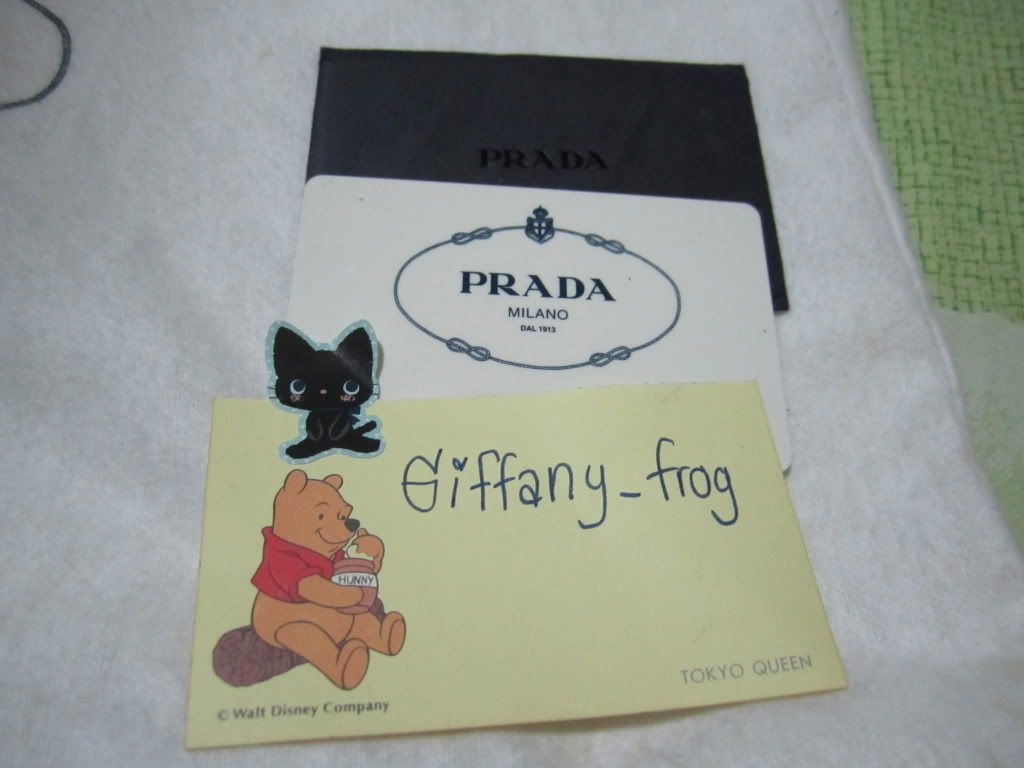 PRADA
PRADA
MILANO
DAL 1913
Giffany_frog
HUNNY
TOKYO QUEEN
© Walt Disney Company